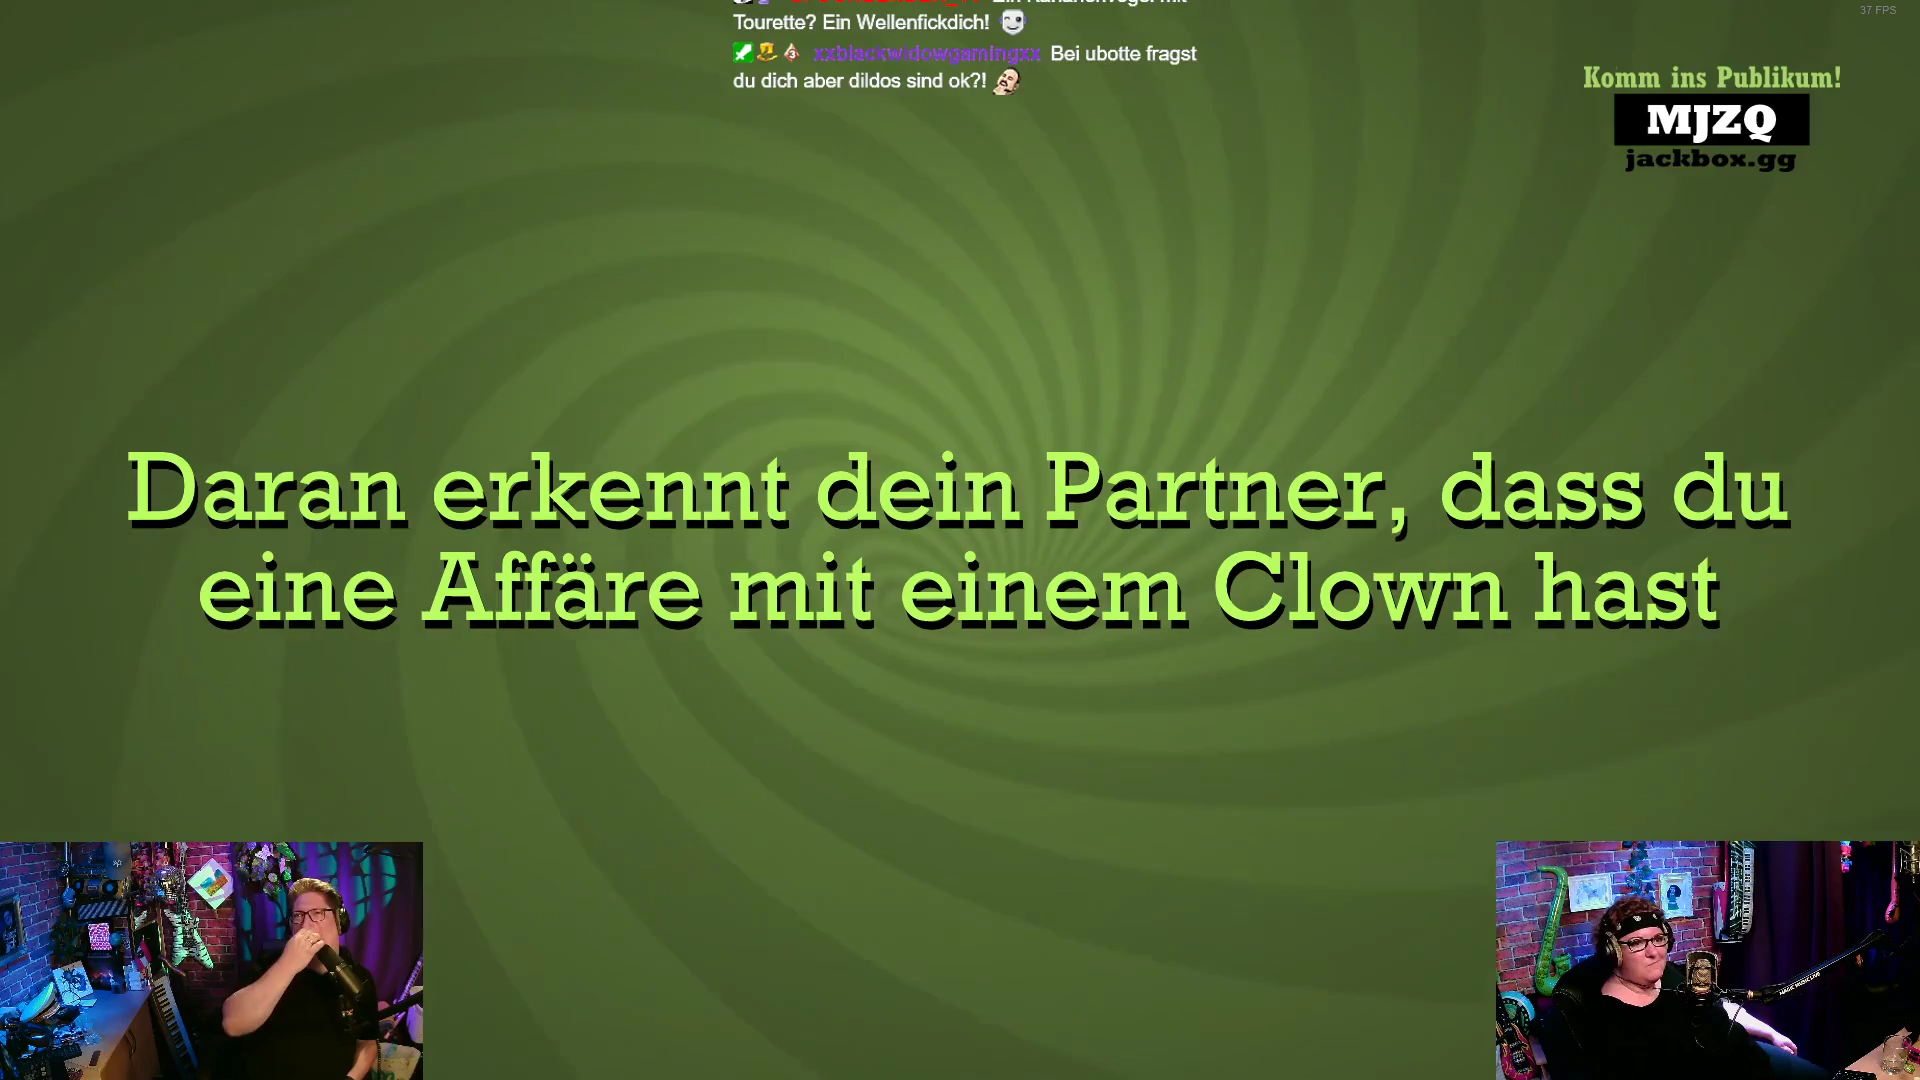 37 FPS
Tourette? Ein Wellenfickdich!
xxblackwidowgamingxx Bei ubotte fragst
du dich aber dildos sind ok?!
Komm ins Publikum!
MJZQ
jackbox.gg
Daran erkennt dein Partner, dass du
eine Affäre mit einem Clown hast